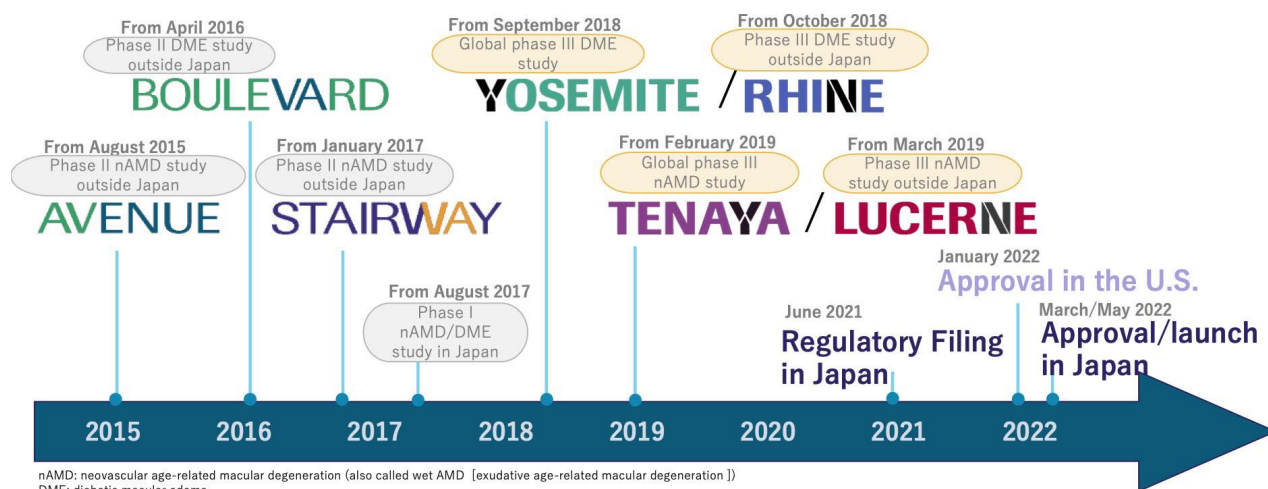 From April 2016
Phase II DME study
outside Japan
BOULEVARD
From September 2018
Global phase III DME
study
YOSEMITE / RHINE
From October 2018
Phase III DME study
outside Japan
From August 2015
Phase II nAMD study
outside Japan
AVENUE
From January 2017
Phase II nAMD study
outside Japan
STAIRWAY
From February 2019
Global phase III
nAMD study
TENAYA / LUCERNE
From March 2019
Phase III nAMD
study outside Japan
From August 2017
Phase I
nAMD/DME
study in Japan
June 2021
Regulatory Filing
in Japan
January 2022
Approval in the U.S.
March/May 2022
Approval/launch
in Japan
2015 2016 2017 2018 2019 2020 2021 2022
nAMD: neovascular age-related macular degeneration (also called wet AMD [exudative age-related macular degeneration ])
DME: diabetic macular edema